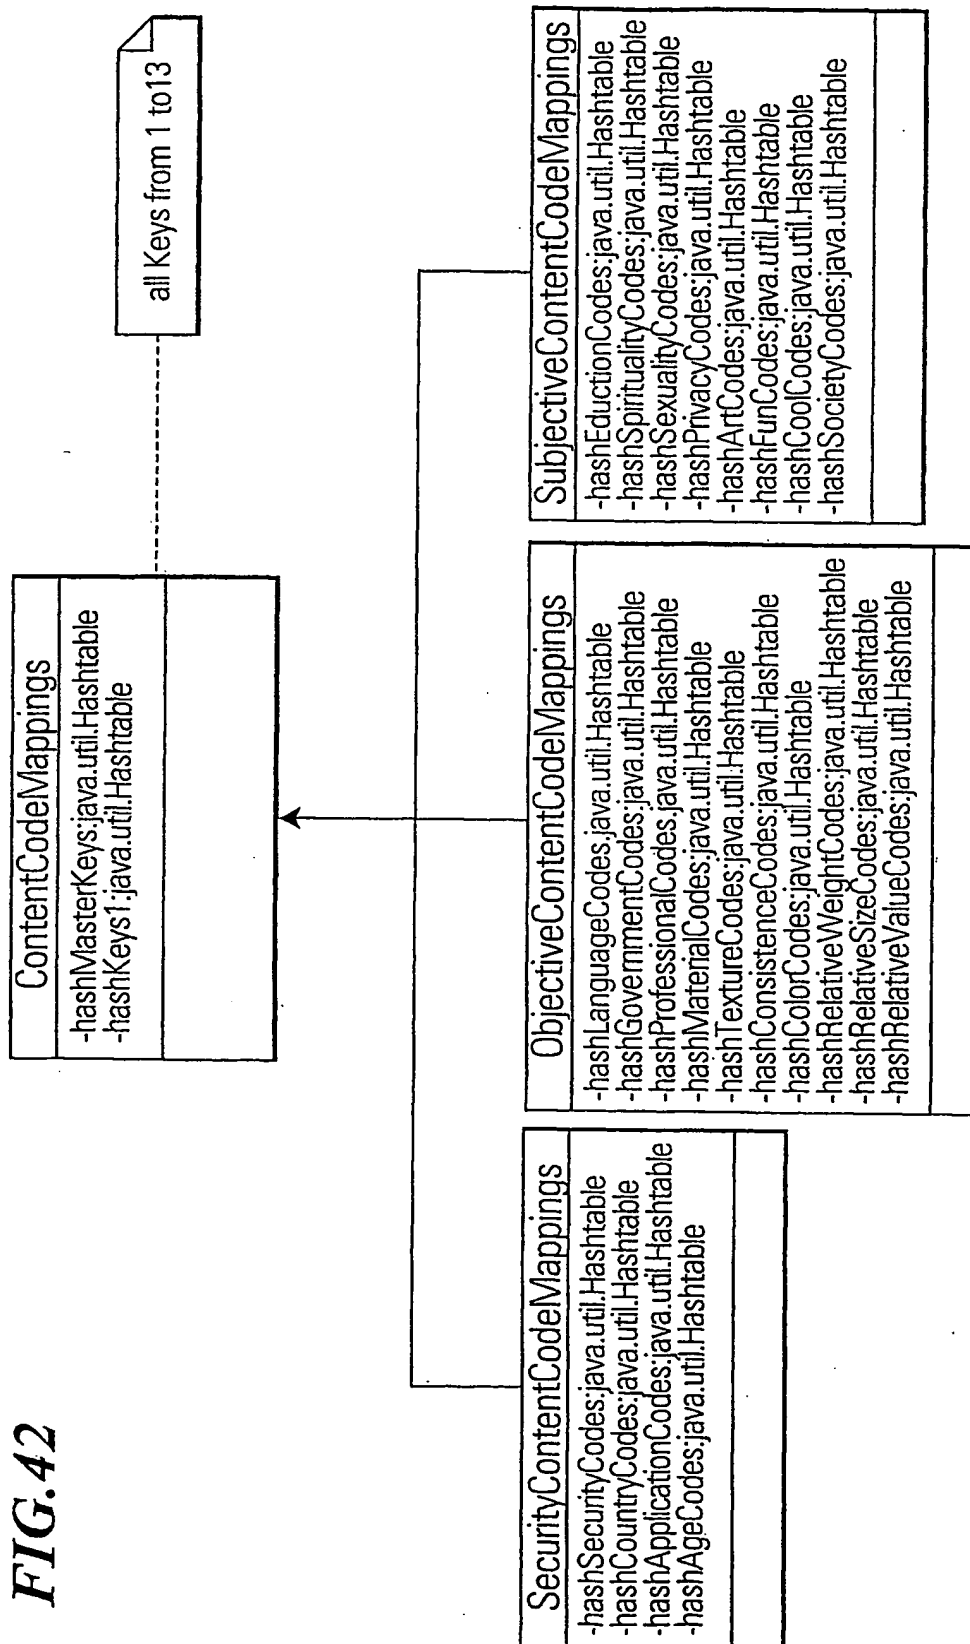 FIG.42
ContentCodeMappings
-hashMasterKeys:java.util.Hashtable
-hashKeys1:java.util.Hashtable
all Keys from 1 to13
SecurityContentCodeMappings
-hashSecurityCodes:java.util.Hashtable
-hashCountryCodes:java.util.Hashtable
-hashApplicationCodes:java.util.Hashtable
-hashAgeCodes:java.util.Hashtable
ObjectiveContentCodeMappings
-hashLanguageCodes.java.util.Hashtable
-hashGovernmentCodes:java.util.Hashtable
-hashProfessionalCodes.java.util.Hashtable
-hashMaterialCodes:java.util.Hashtable
-hashTextureCodes:java.util:Hashtable
-hashConsistenceCodes:java.util.Hashtable
-hashColorCodes:java.util.Hashtable
-hashRelativeWeightCodes:java.util.Hashtable
-hashRelativeSizeCodes:java.util.Hashtable
-hashRelativeValueCodes:java.util.Hashtable
SubjectiveContentCodeMappings
-hashEductionCodes:java.util.Hashtable
-hashSpiritualityCodes:java.util.Hashtable
-hashSexualityCodes:java.util.Hashtable
-hashPrivacyCodes:java.util.Hashtable
-hashArtCodes:java.util.Hashtable
-hashFunCodes:java.util.Hashtable
-hashCoolCodes:java.util.Hashtable
-hashSocietyCodes:java.util.Hashtable